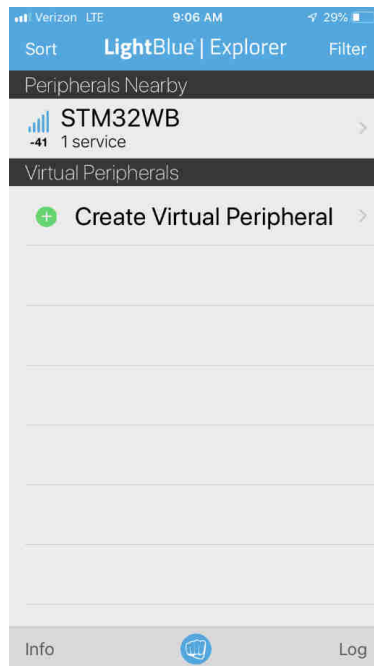 Verizon LTE 9:06 AM 29%
Sort LightBlue | Explorer Filter
Peripherals Nearby
STM32WB
-41 1 service
Virtual Peripherals
Create Virtual Peripheral
Info Log